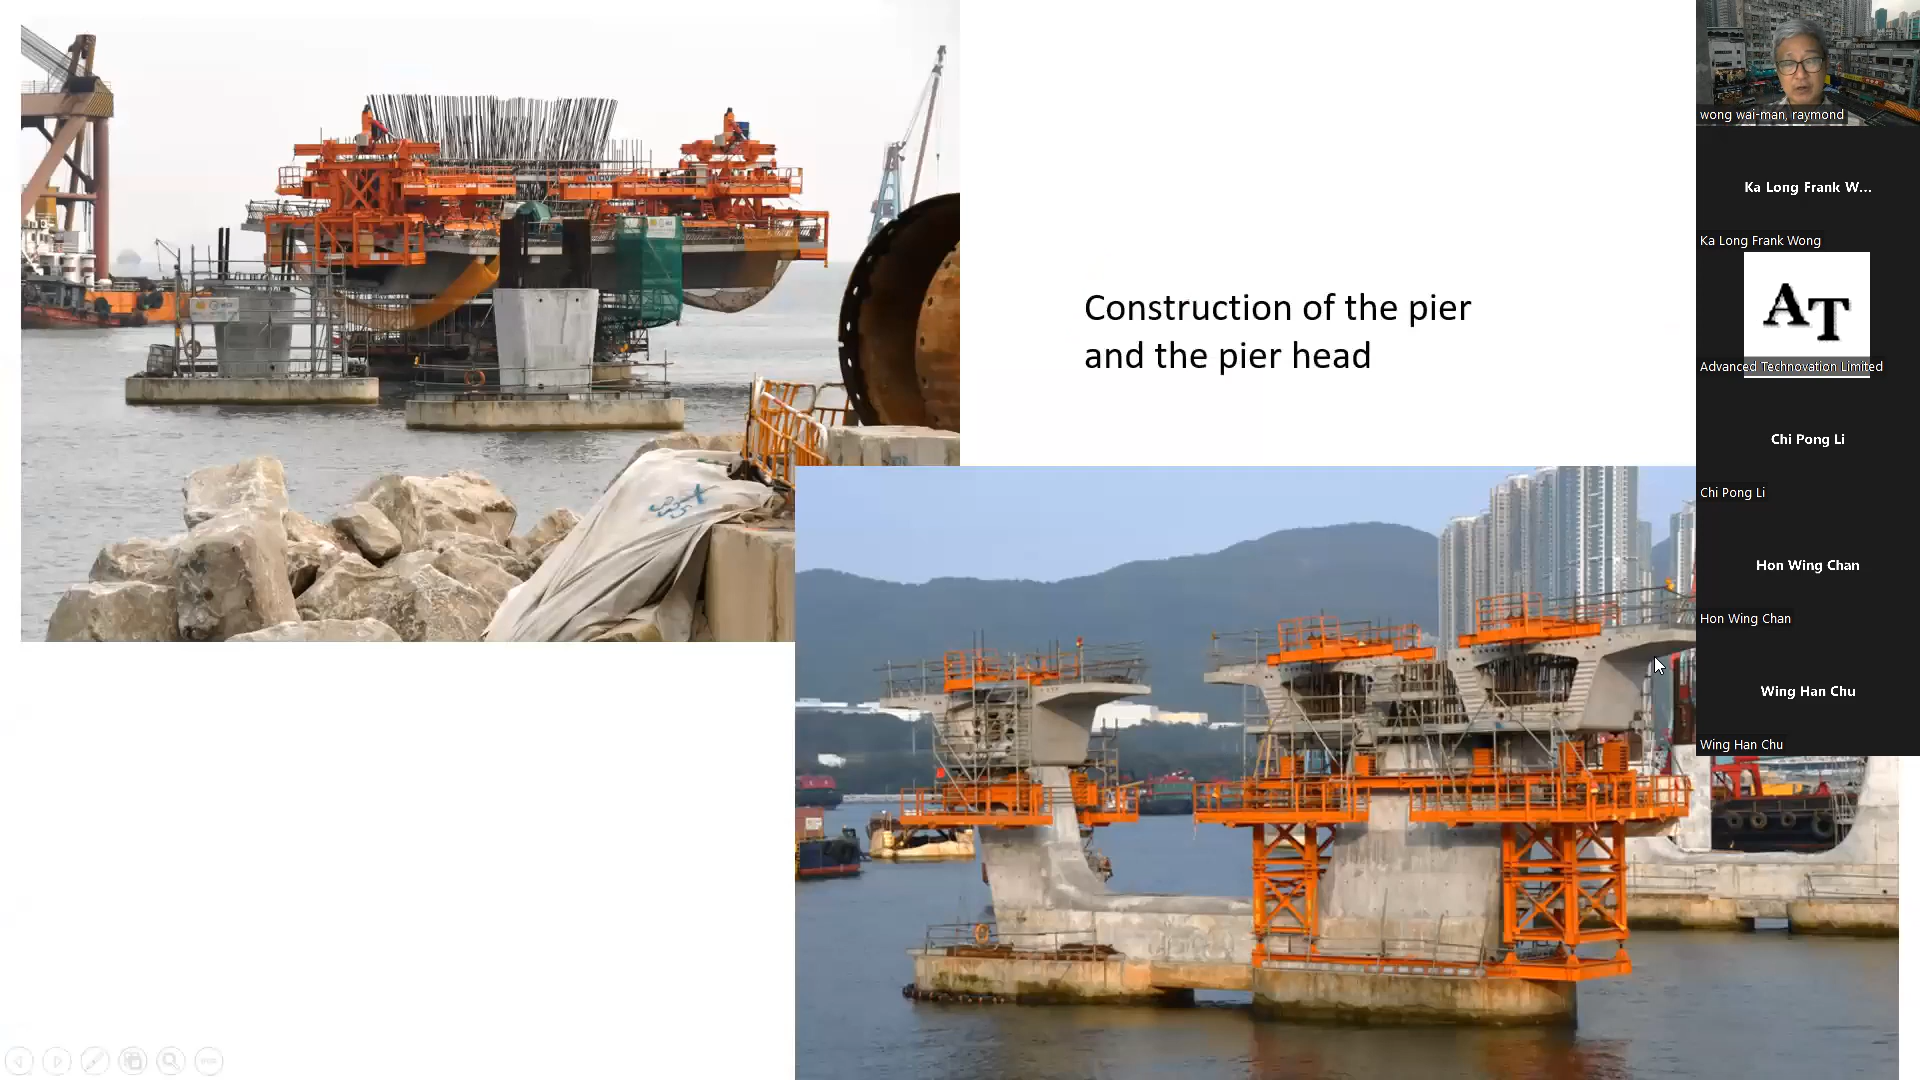 Construction of the pier
and the pier head
wong wai-man, raymond
Ka Long Frank W...
Ka Long Frank Wong
AT
Advanced Technovation Limited
Chi Pong Li
Chi Pong Li
Hon Wing Chan
Hon Wing Chan
Wing Han Chu
Wing Han Chu